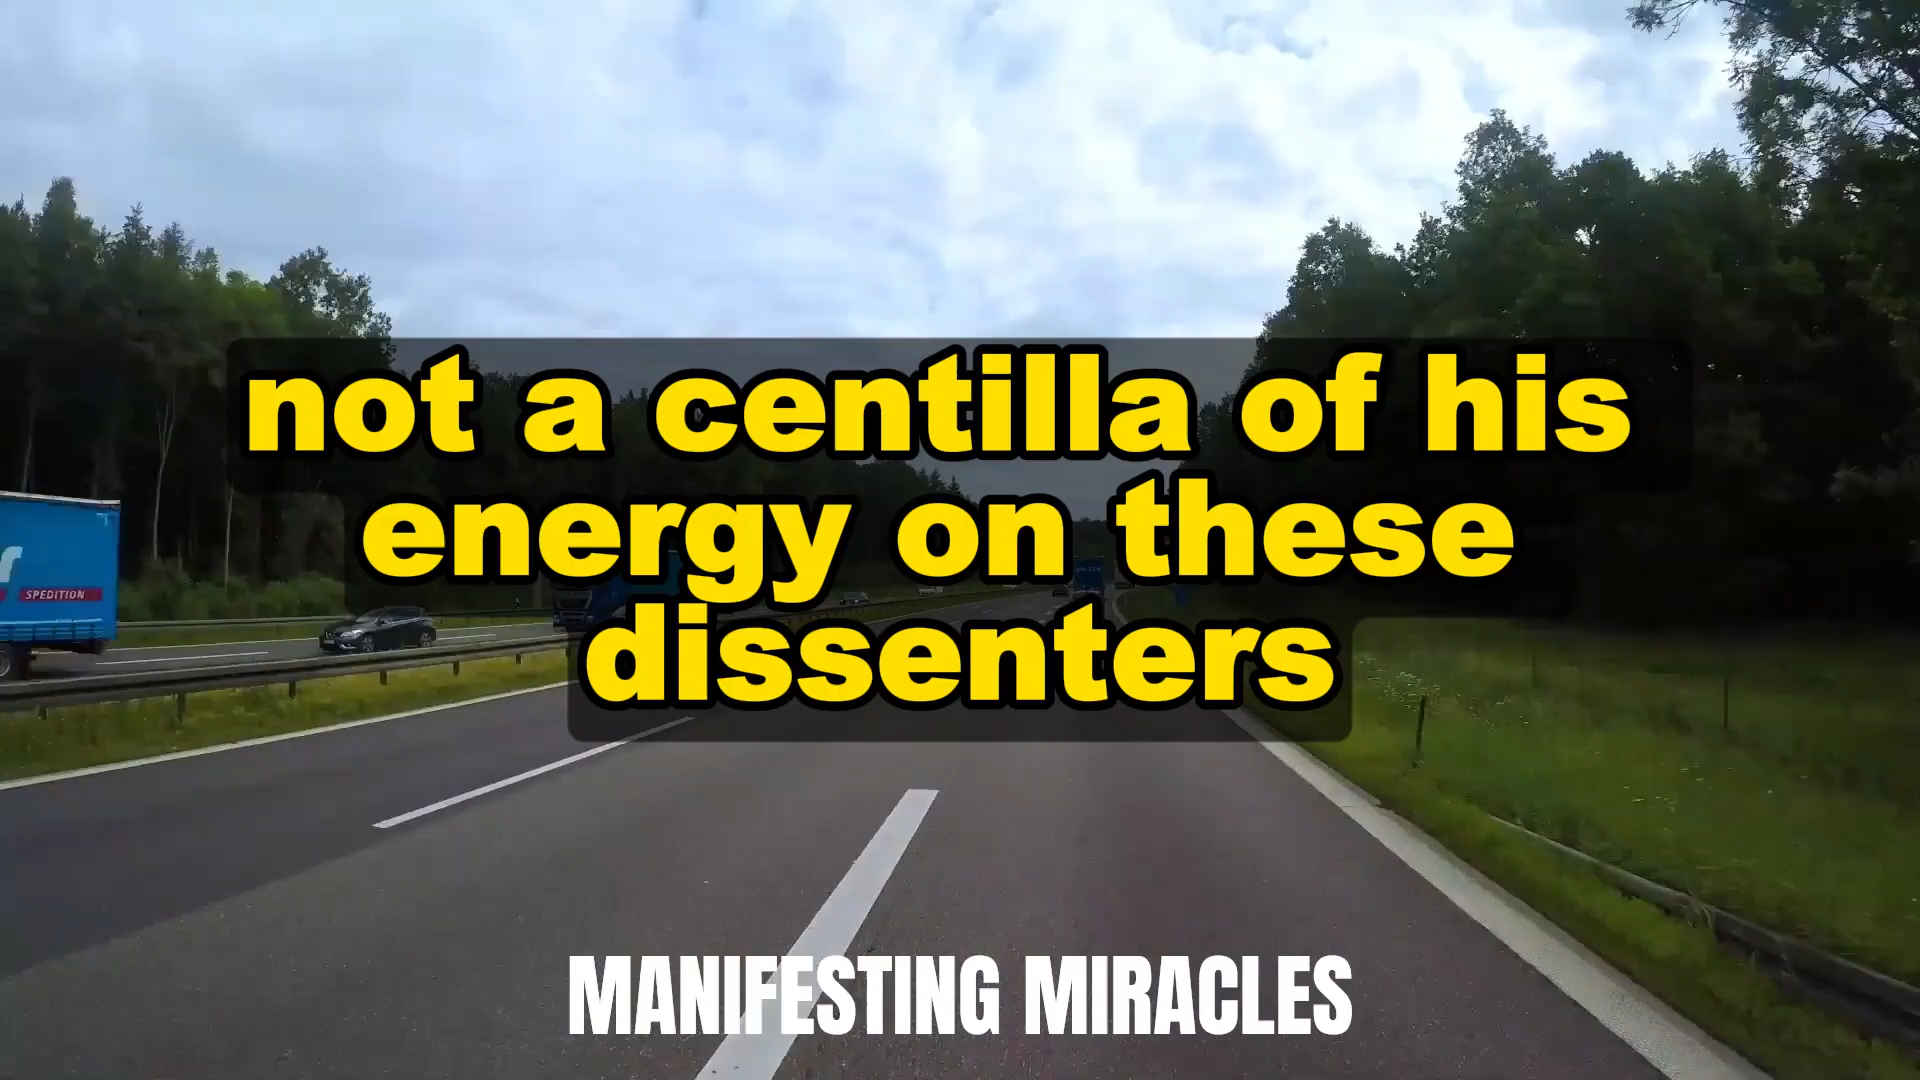 not a centilla of his
energy on these
dissenters
SPEDITION
MANIFESTING MIRACLES